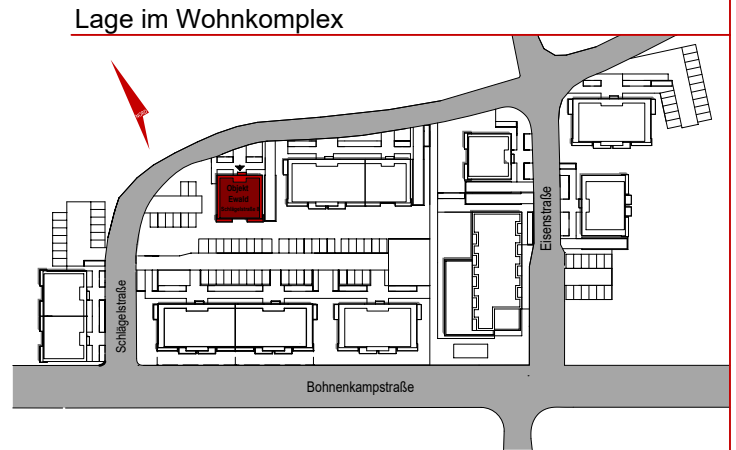 Lage im Wohnkomplex
Objekt
Eisenstraße
Schlägelstraße
Bohnenkampstraße